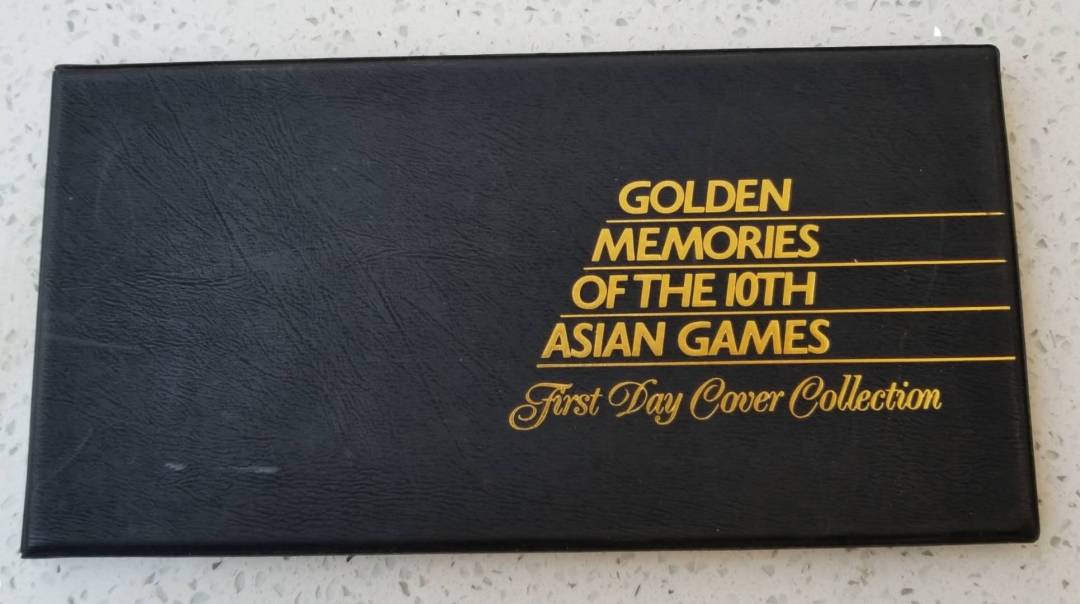 GOLDEN
MEMORIES
OF THE 10TH
ASIAN GAMES
First Day Cover Collection